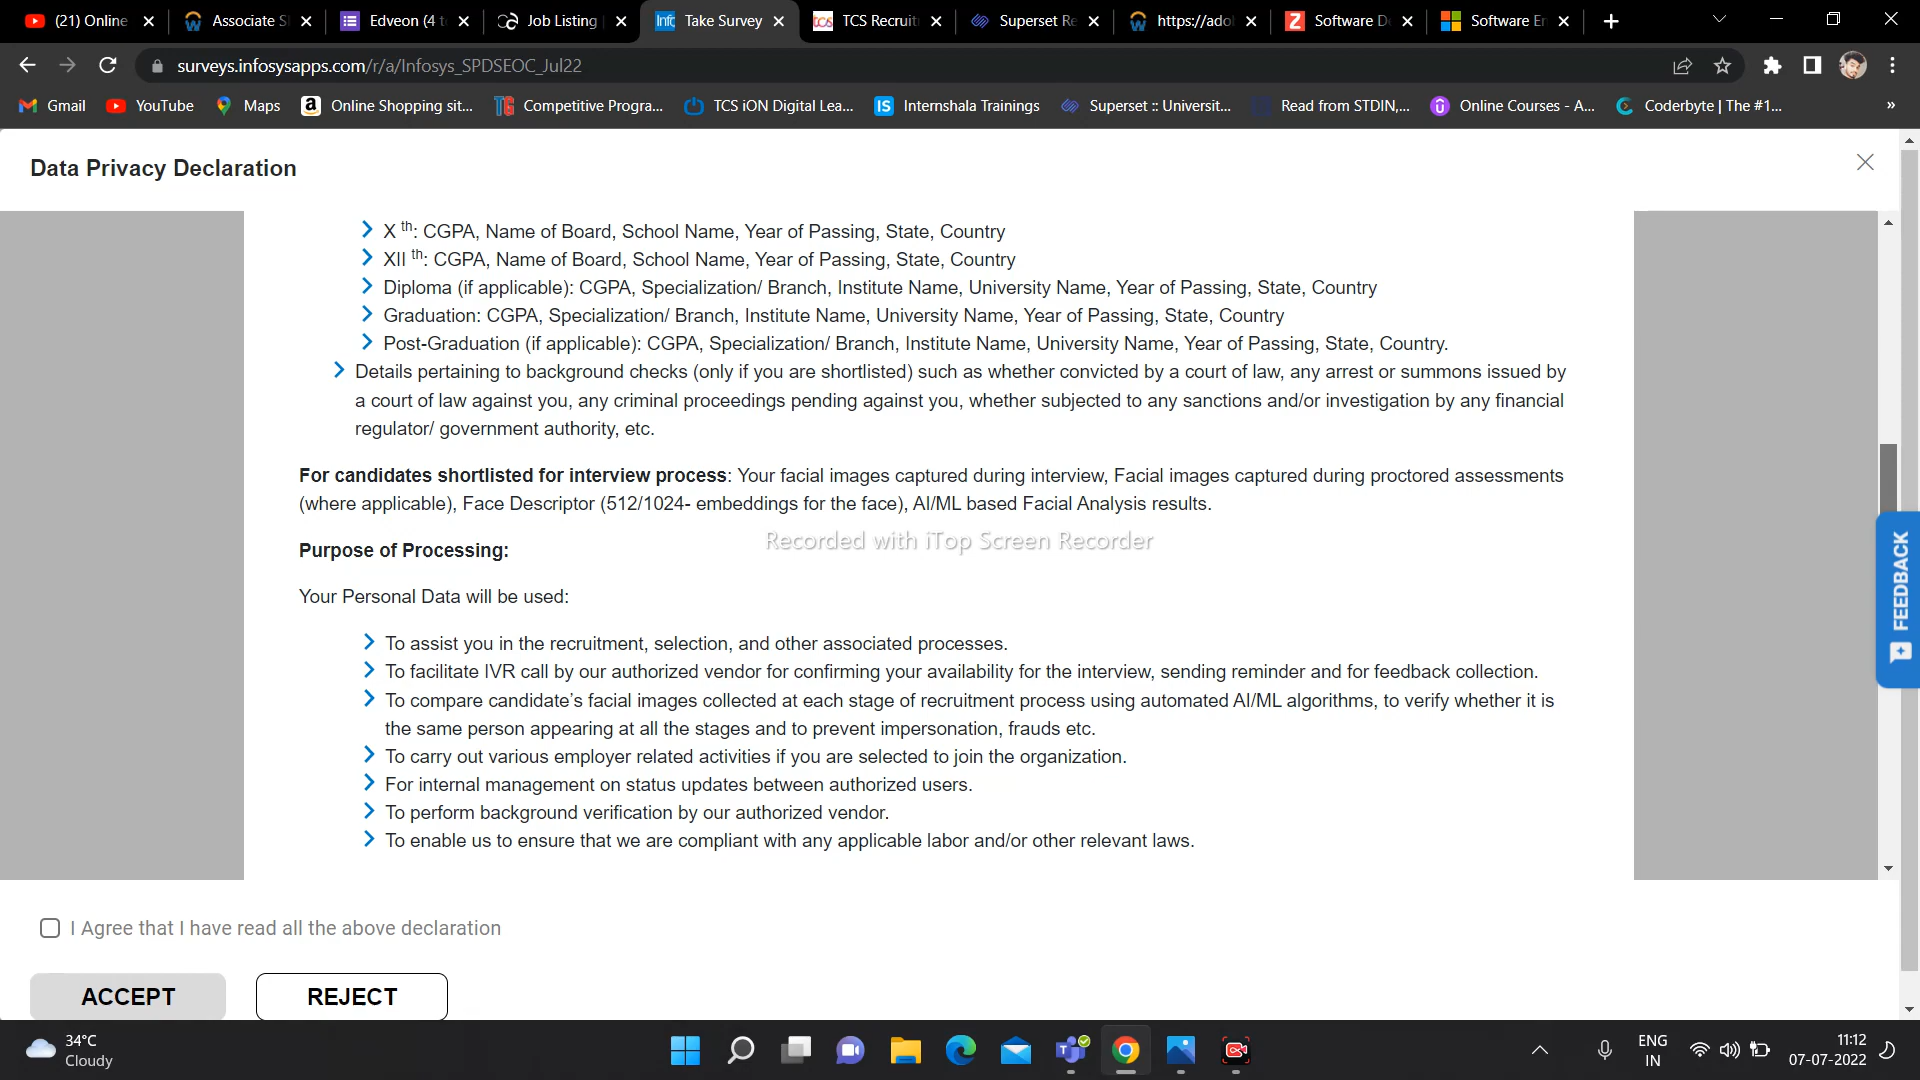 (21) Online
Associate S
Edveon (4 t
Job Listing
Take Survey
TCS Recruit
Superset Re
https://ado
Software D
Software En
surveys.infosysapps.com/r/a/Infosys_SPDSEOC_Jul22
Gmail
YouTube
Maps
Online Shopping sit...
Competitive Progra...
TCS iON Digital Lea...
Internshala Trainings
Superset :: Universit...
Read from STDIN,...
Online Courses - A...
Coderbyte | The #1...
»
Data Privacy Declaration
X th: CGPA, Name of Board, School Name, Year of Passing, State, Country
XII th: CGPA, Name of Board, School Name, Year of Passing, State, Country
Diploma (if applicable): CGPA, Specialization/ Branch, Institute Name, University Name, Year of Passing, State, Country
Graduation: CGPA, Specialization/ Branch, Institute Name, University Name, Year of Passing, State, Country
Post-Graduation (if applicable): CGPA, Specialization/ Branch, Institute Name, University Name, Year of Passing, State, Country.
Details pertaining to background checks (only if you are shortlisted) such as whether convicted by a court of law, any arrest or summons issued by
a court of law against you, any criminal proceedings pending against you, whether subjected to any sanctions and/or investigation by any financial
regulator/ government authority, etc.
For candidates shortlisted for interview process: Your facial images captured during interview, Facial images captured during proctored assessments
(where applicable), Face Descriptor (512/1024- embeddings for the face), AI/ML based Facial Analysis results.
Recorded with iTop Screen Recorder
Purpose of Processing:
Your Personal Data will be used:
To assist you in the recruitment, selection, and other associated processes.
To facilitate IVR call by our authorized vendor for confirming your availability for the interview, sending reminder and for feedback collection.
To compare candidate's facial images collected at each stage of recruitment process using automated AI/ML algorithms, to verify whether it is
the same person appearing at all the stages and to prevent impersonation, frauds etc.
To carry out various employer related activities if you are selected to join the organization.
For internal management on status updates between authorized users.
To perform background verification by our authorized vendor.
To enable us to ensure that we are compliant with any applicable labor and/or other relevant laws.
FEEDBACK
I Agree that I have read all the above declaration
ACCEPT
REJECT
34°C
Cloudy
ENG
IN
11:12
07-07-2022